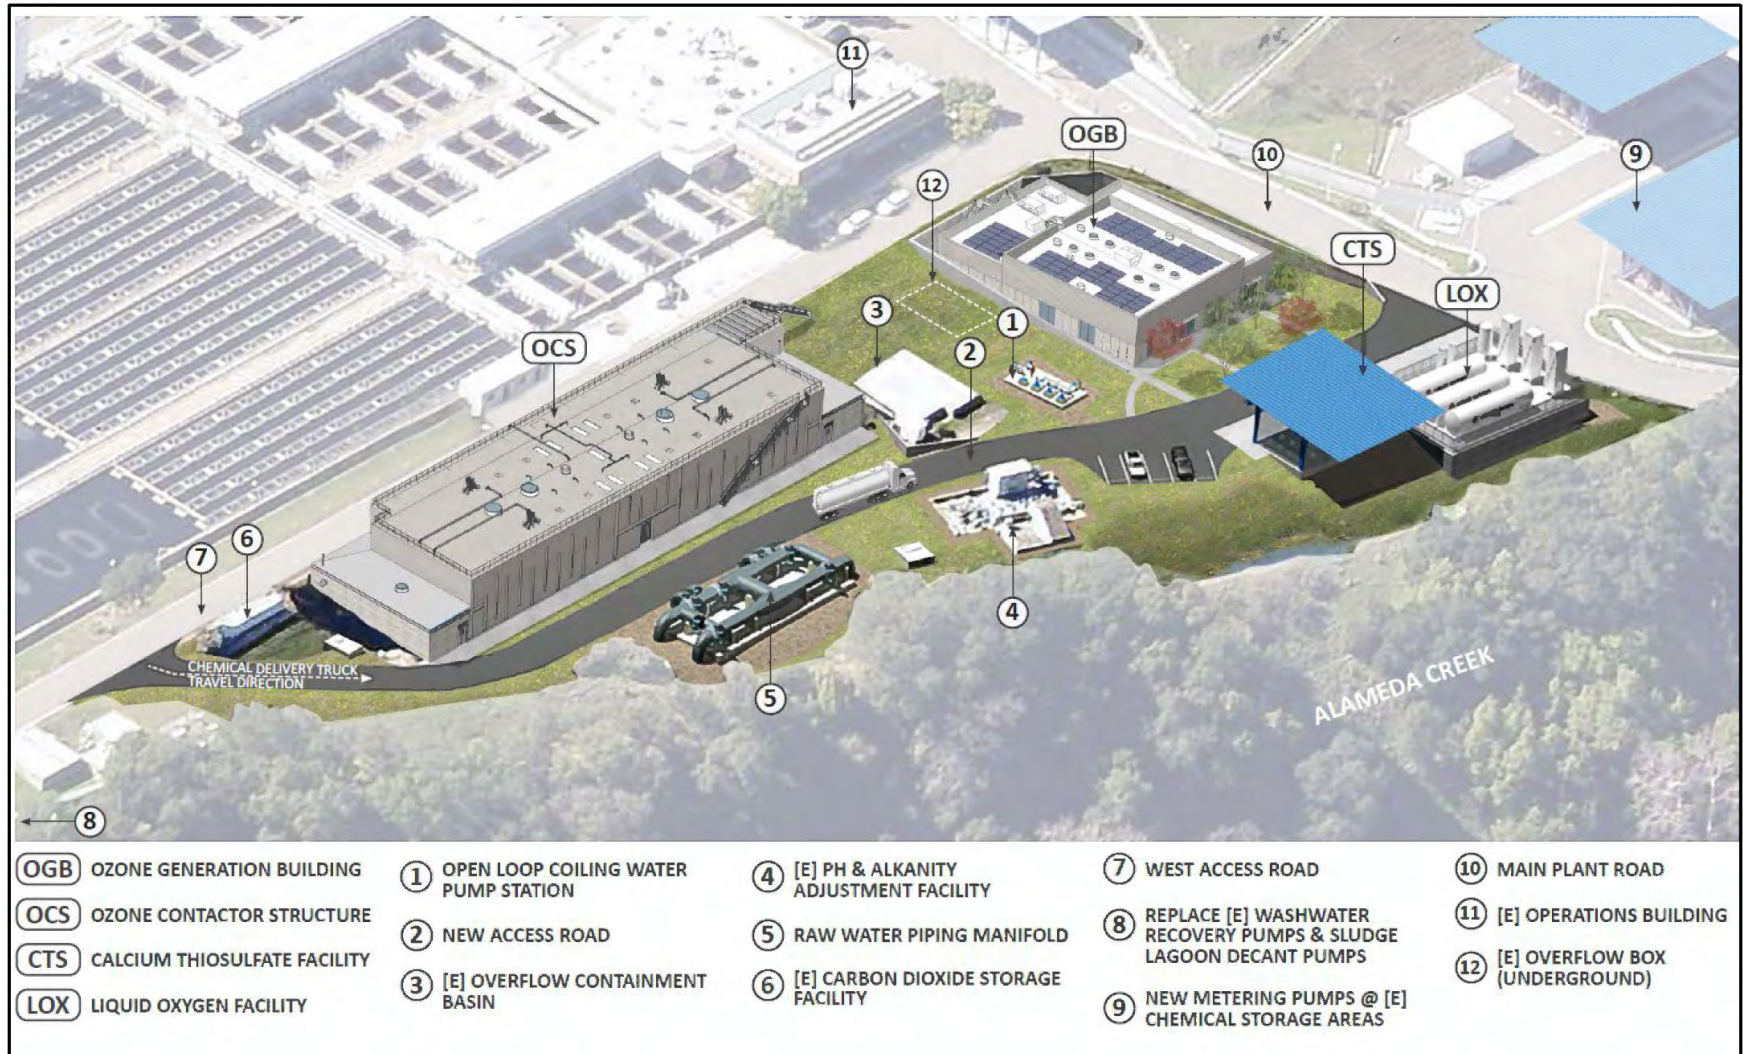 11
OGB
10
9
12
CTS
3
LOX
1
OCS
2
6
7
4
CHEMICAL DELIVERY TRUCK
TRAVEL DIRECTION
5
ALAMEDA CREEK
8
OGB OZONE GENERATION BUILDING
OCS OZONE CONTACTOR STRUCTURE
CTS CALCIUM THIOSULFATE FACILITY
LOX LIQUID OXYGEN FACILITY
1 OPEN LOOP COILING WATER
PUMP STATION
2 NEW ACCESS ROAD
3 [E] OVERFLOW CONTAINMENT
BASIN
4 [E] PH & ALKANITY
ADJUSTMENT FACILITY
5 RAW WATER PIPING MANIFOLD
6 [E] CARBON DIOXIDE STORAGE
FACILITY
7 WEST ACCESS ROAD
8 REPLACE [E] WASHWATER
RECOVERY PUMPS & SLUDGE
LAGOON DECANT PUMPS
9 NEW METERING PUMPS @ [E]
CHEMICAL STORAGE AREAS
10 MAIN PLANT ROAD
11 [E] OPERATIONS BUILDING
12 [E] OVERFLOW BOX
(UNDERGROUND)